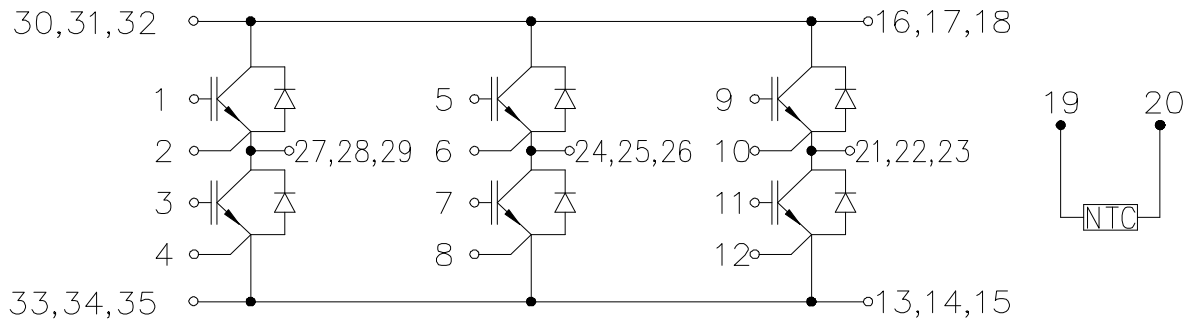 30,31,32 16,17,18
1 5 9 19 20
2 27,28,29 6 24,25,26 10 21,22,23
3 7 11 NTC
4 8 12
33,34,35 13,14,15